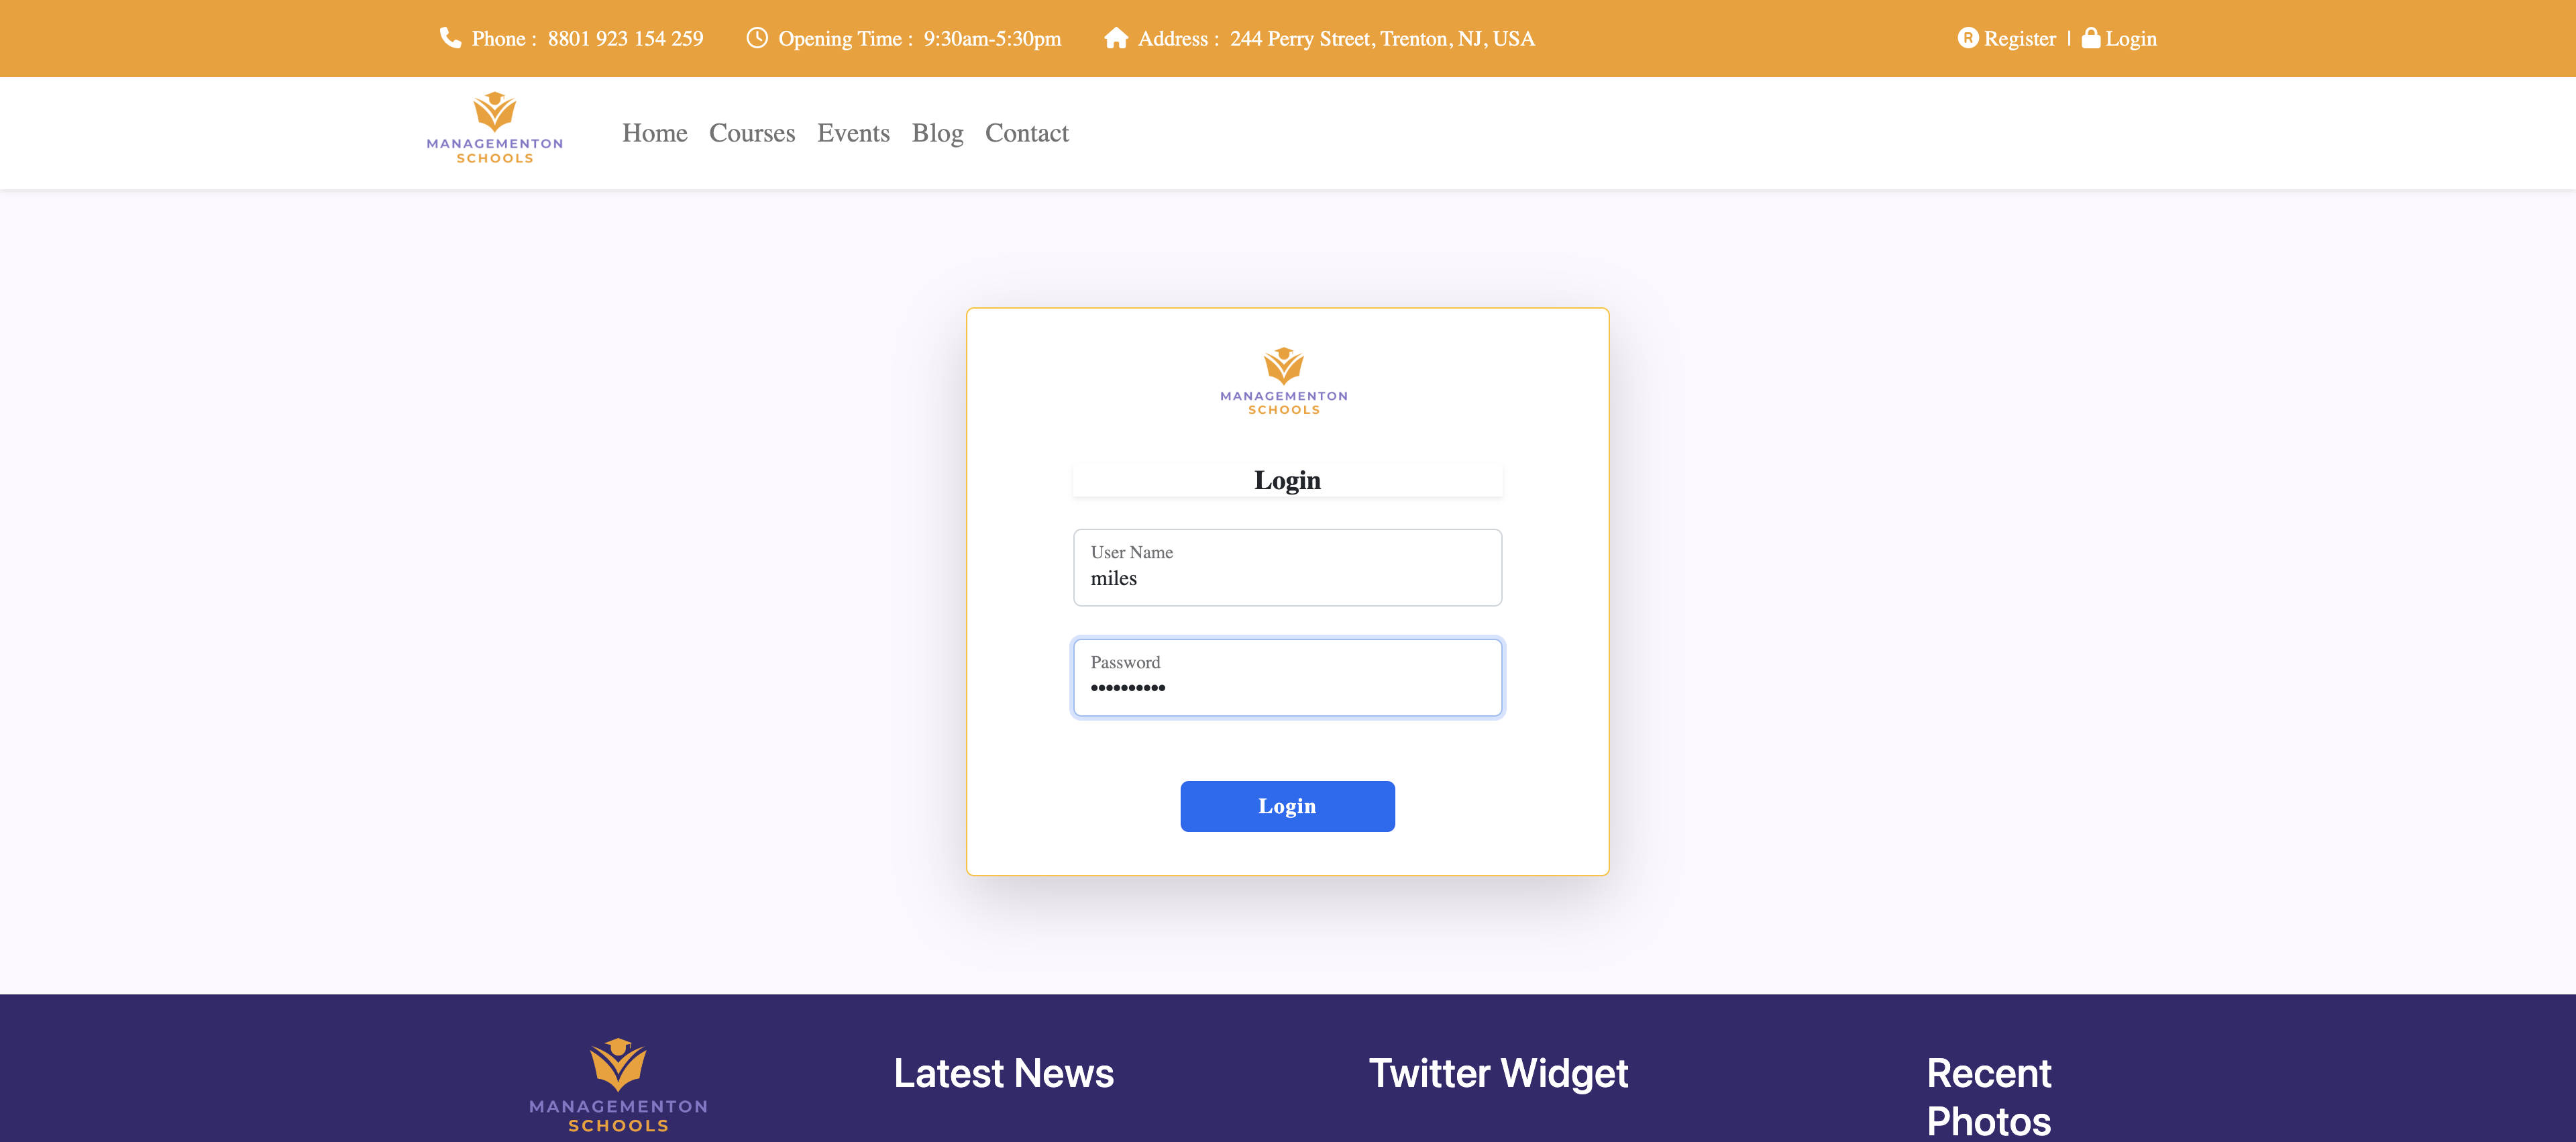 Phone : 8801 923 154 259 Opening Time : 9:30am-5:30pm Address : 244 Perry Street, Trenton, NJ, USA Register | Login
MANAGEMENTON
SCHOOLS
Home Courses Events Blog Contact
MANAGEMENTON
SCHOOLS
Login
User Name
miles
Password
••••••••••
Login
MANAGEMENTON
SCHOOLS
Latest News
Twitter Widget
Recent
Photos